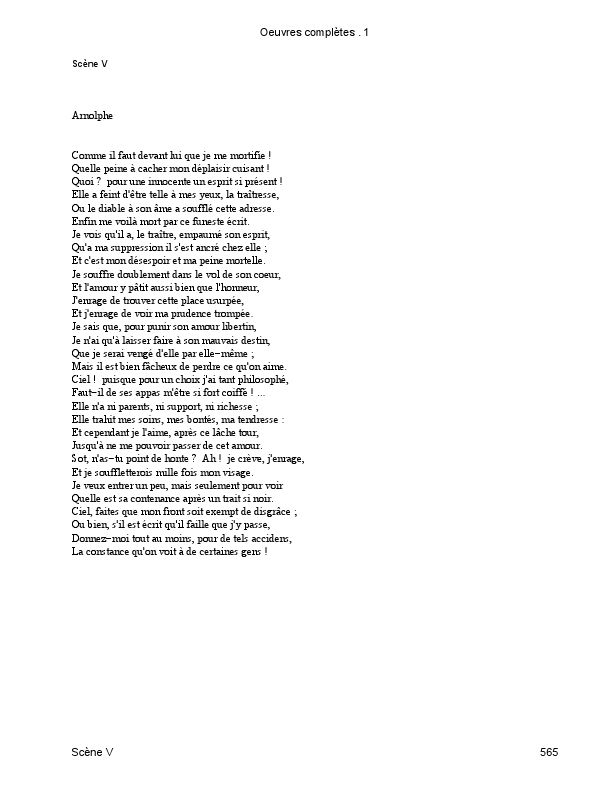 Oeuvres complètes . 1
Scène V
Arnolphe
Comme il faut devant lui que je me mortifie !
Quelle peine à cacher mon déplaisir cuisant !
Quoi ? pour une innocente un esprit si présent !
Elle a feint d'être telle à mes yeux, la traîtresse,
Ou le diable à son âme a soufflé cette adresse.
Enfin me voilà mort par ce funeste écrit.
Je vois qu'il a, le traître, empaumé son esprit,
Qu'a ma suppression il s'est ancré chez elle ;
Et c'est mon désespoir et ma peine mortelle.
Je souffre doublement dans le vol de son coeur,
Et l'amour y pâtit aussi bien que l'honneur,
J'enrage de trouver cette place usurpée,
Et j'enrage de voir ma prudence trompée.
Je sais que, pour punir son amour libertin,
Je n'ai qu'à laisser faire à son mauvais destin,
Que je serai vengé d'elle par elle-même ;
Mais il est bien fâcheux de perdre ce qu'on aime.
Ciel ! puisque pour un choix j'ai tant philosophé,
Faut-il de ses appas m'être si fort coiffé ! ...
Elle n'a ni parents, ni support, ni richesse ;
Elle trahit mes soins, mes bontés, ma tendresse :
Et cependant je l'aime, après ce lâche tour,
Jusqu'à ne me pouvoir passer de cet amour.
Sot, n'as-tu point de honte ? Ah ! je crève, j'enrage,
Et je souffletterois mille fois mon visage.
Je veux entrer un peu, mais seulement pour voir
Quelle est sa contenance après un trait si noir.
Ciel, faites que mon front soit exempt de disgrâce ;
Ou bien, s'il est écrit qu'il faille que j'y passe,
Donnez-moi tout au moins, pour de tels accidens,
La constance qu'on voit à de certaines gens !
Scène V
565